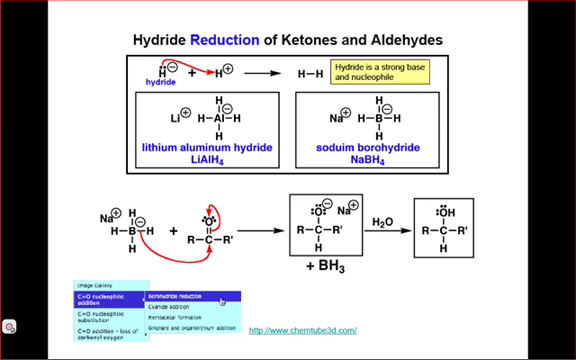 Hydride Reduction of Ketones and Aldehydes
H⊖ + H⊕ → H–H
hydride
Hydride is a strong base
and nucleophile
H
Li⊕ H–Al–H ⊖
H
lithium aluminum hydride
LiAlH4
H
Na⊕ H–B–H ⊖
H
soduim borohydride
NaBH4
Na⊕
H
H–B–H ⊖
H
+
O
R–C–R'
O⊖ Na⊕
R–C–R'
H
+ BH3
H2O
OH
R–C–R'
H
Image Gallery
C=O nucleophilic
addition
C=O nucleophilic
substitution
C=O addition - loss of
carbonyl oxygen
Borohydride reduction
Cyanide addition
Hemiacetal formation
Grignard and organolithium addition
http://www.chemtube3d.com/